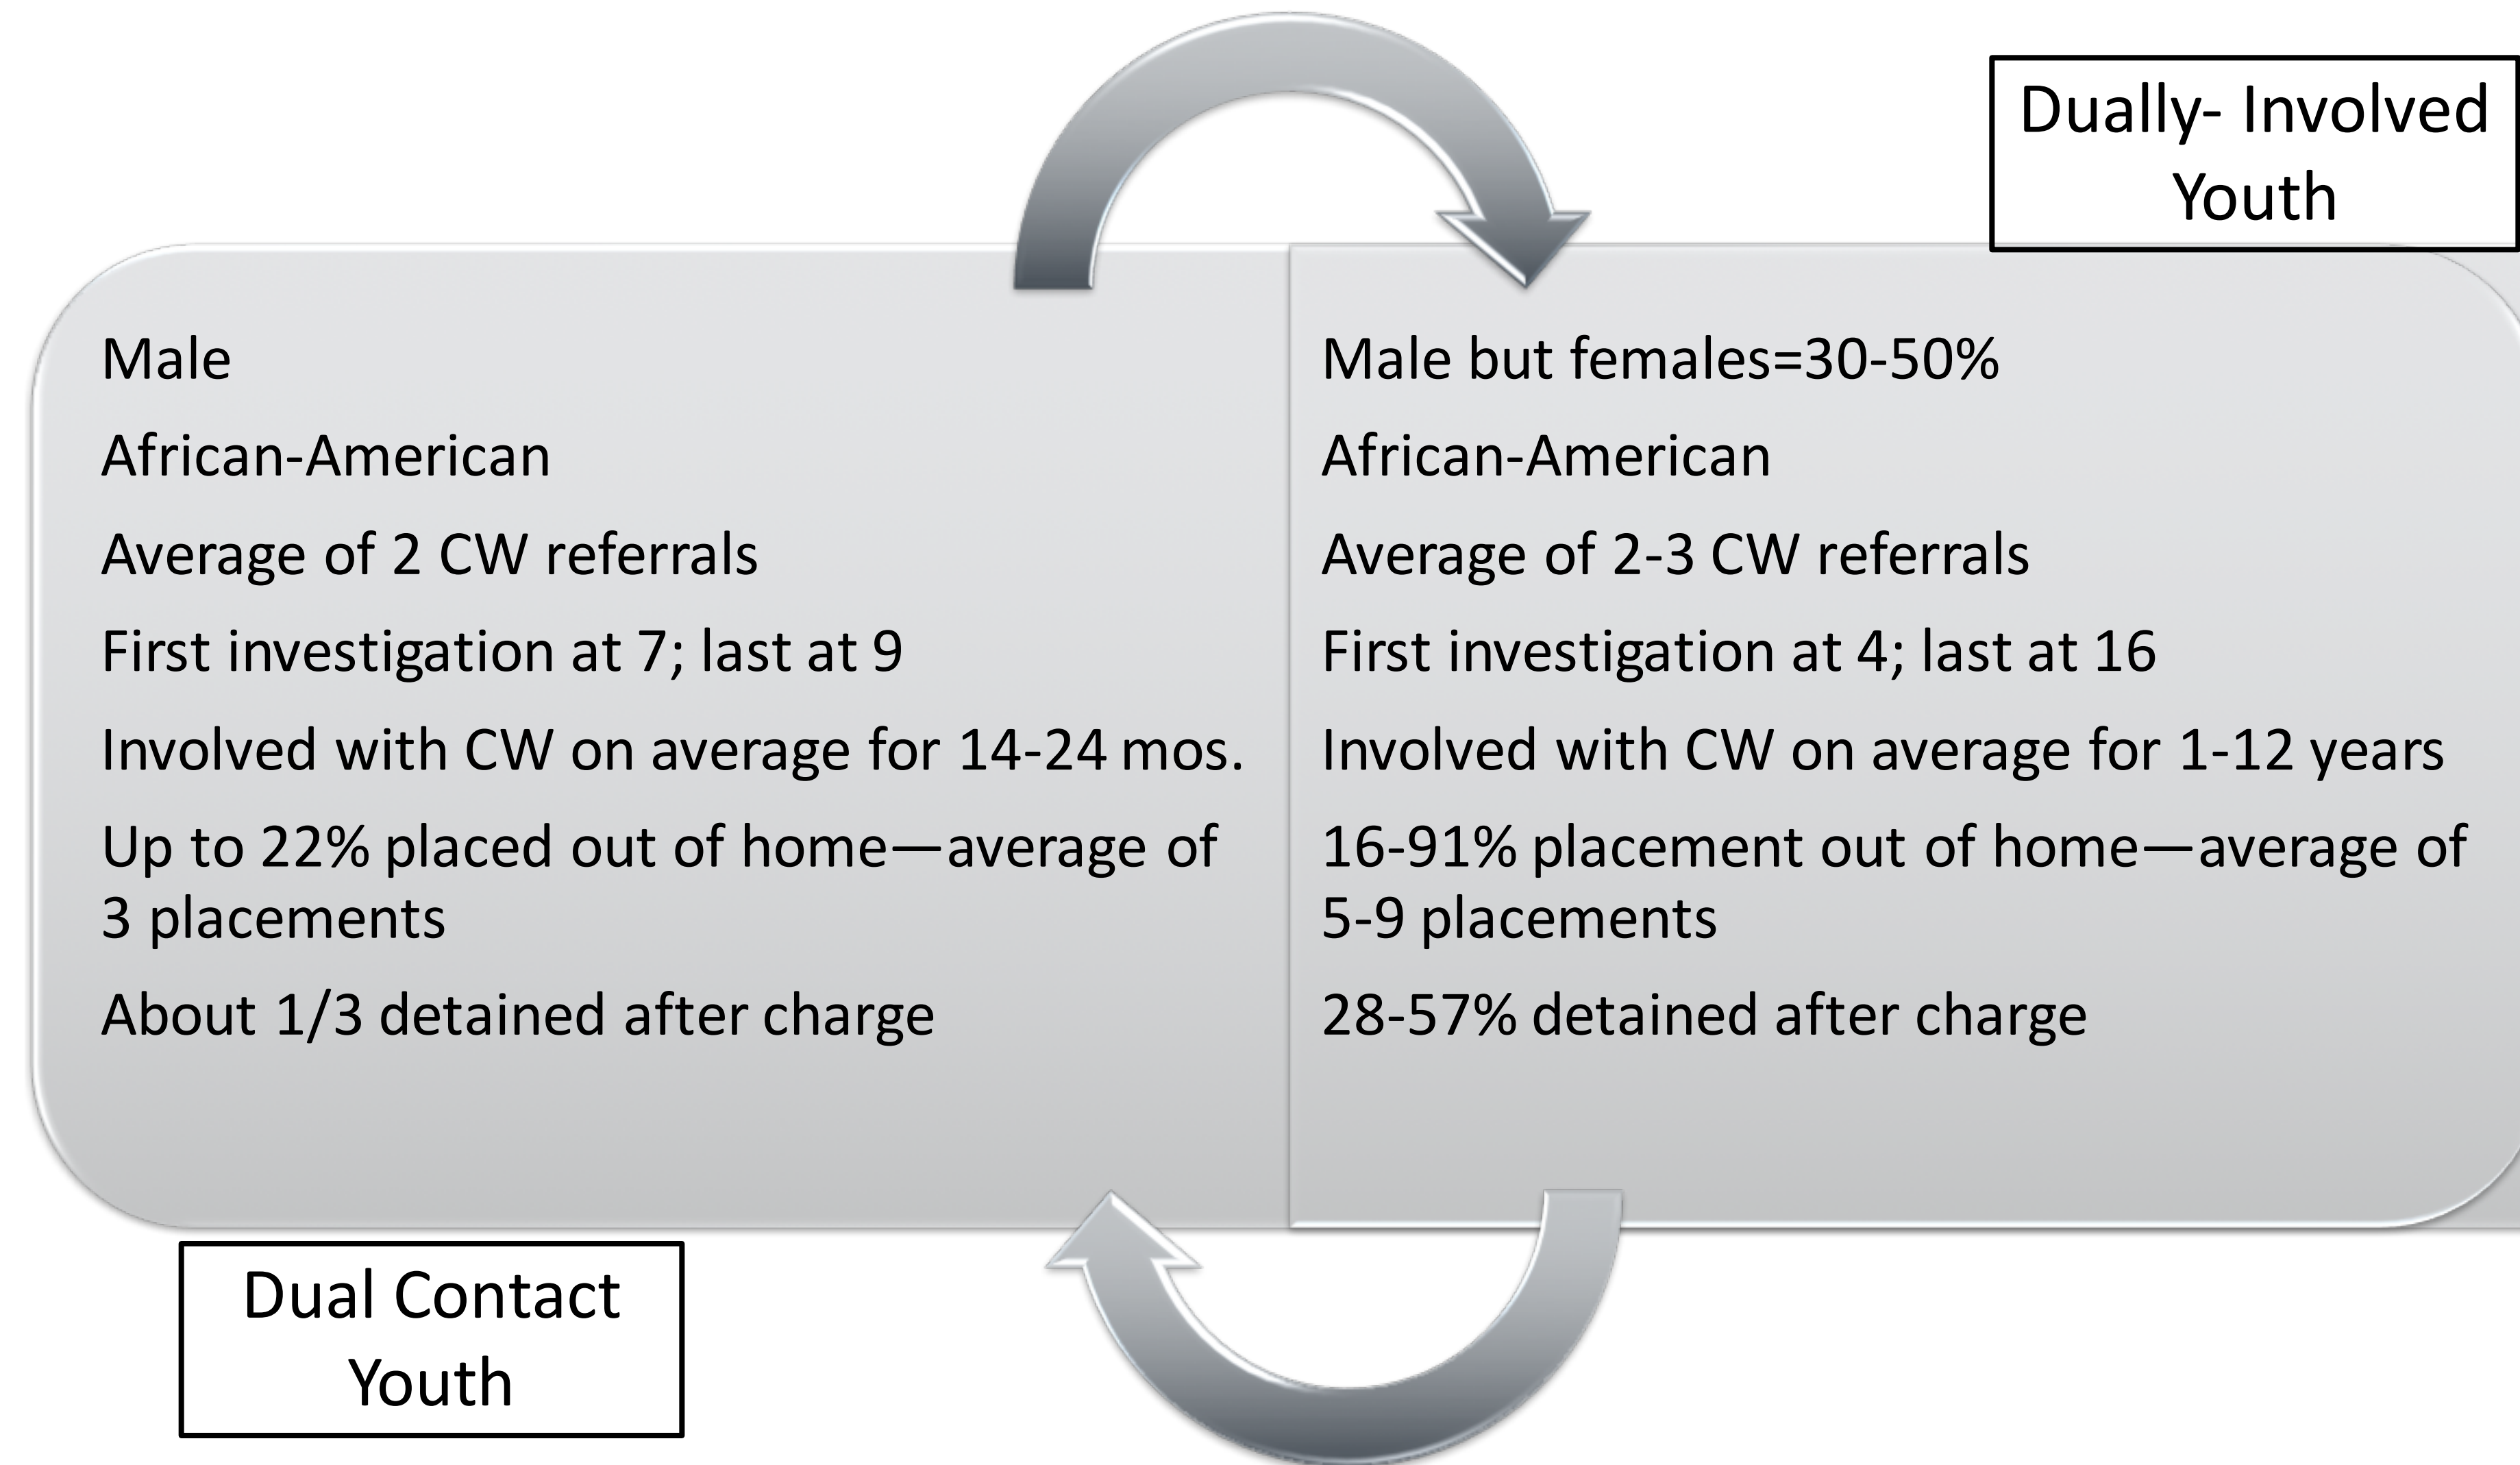 Dually- Involved
Youth
Male
African-American
Average of 2 CW referrals
First investigation at 7; last at 9
Involved with CW on average for 14-24 mos.
Up to 22% placed out of home—average of
3 placements
About 1/3 detained after charge
Male but females=30-50%
African-American
Average of 2-3 CW referrals
First investigation at 4; last at 16
Involved with CW on average for 1-12 years
16-91% placement out of home—average of
5-9 placements
28-57% detained after charge
Dual Contact
Youth